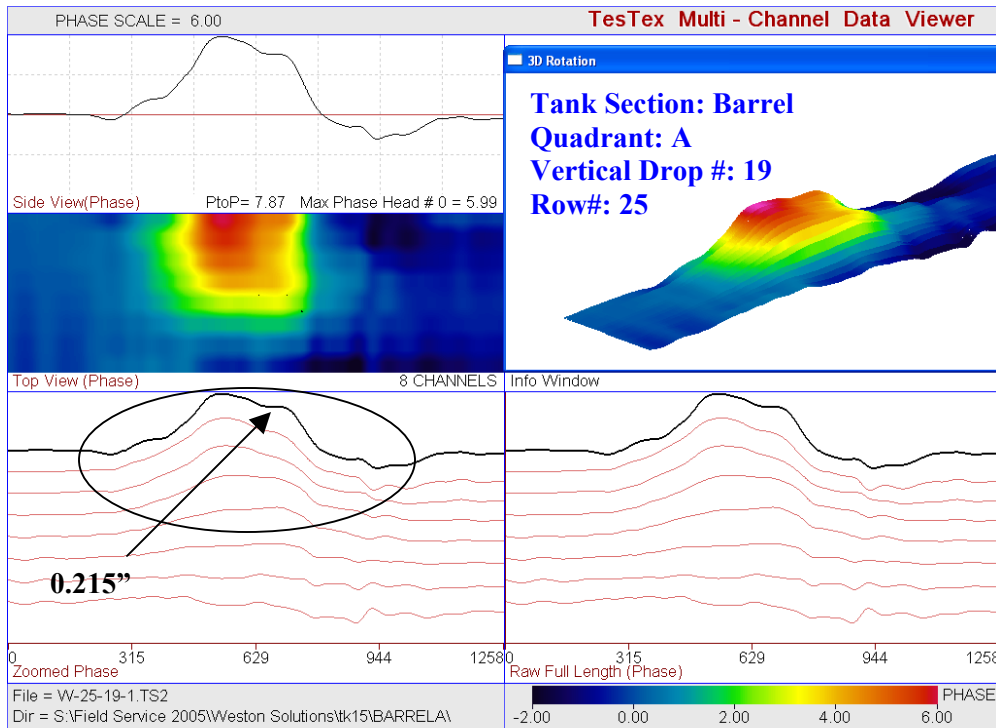 PHASE SCALE = 6.00
TesTex Multi - Channel Data Viewer
3D Rotation
Tank Section: Barrel
Quadrant: A
Vertical Drop #: 19
Row#: 25
Side View(Phase) PtoP= 7.87 Max Phase Head # 0 = 5.99
Top View (Phase) 8 CHANNELS
Info Window
0.215”
0 315 629 944 1258
Zoomed Phase
0 315 629 944 1258
Raw Full Length (Phase)
File = W-25-19-1.TS2
Dir = S:\Field Service 2005\Weston Solutions\tk15\BARRELA\
PHASE
-2.00 0.00 2.00 4.00 6.00